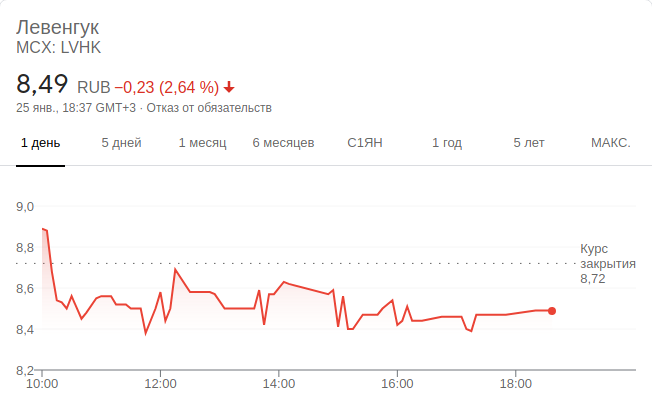 Левенгук
MCX: LVHK
8,49 RUB −0,23 (2,64 %)
25 янв., 18:37 GMT+3 · Отказ от обязательств
1 день 5 дней 1 месяц 6 месяцев С1ЯН 1 год 5 лет МАКС.
9,0
8,8
8,6
8,4
8,2
Курс
закрытия
8,72
10:00 12:00 14:00 16:00 18:00